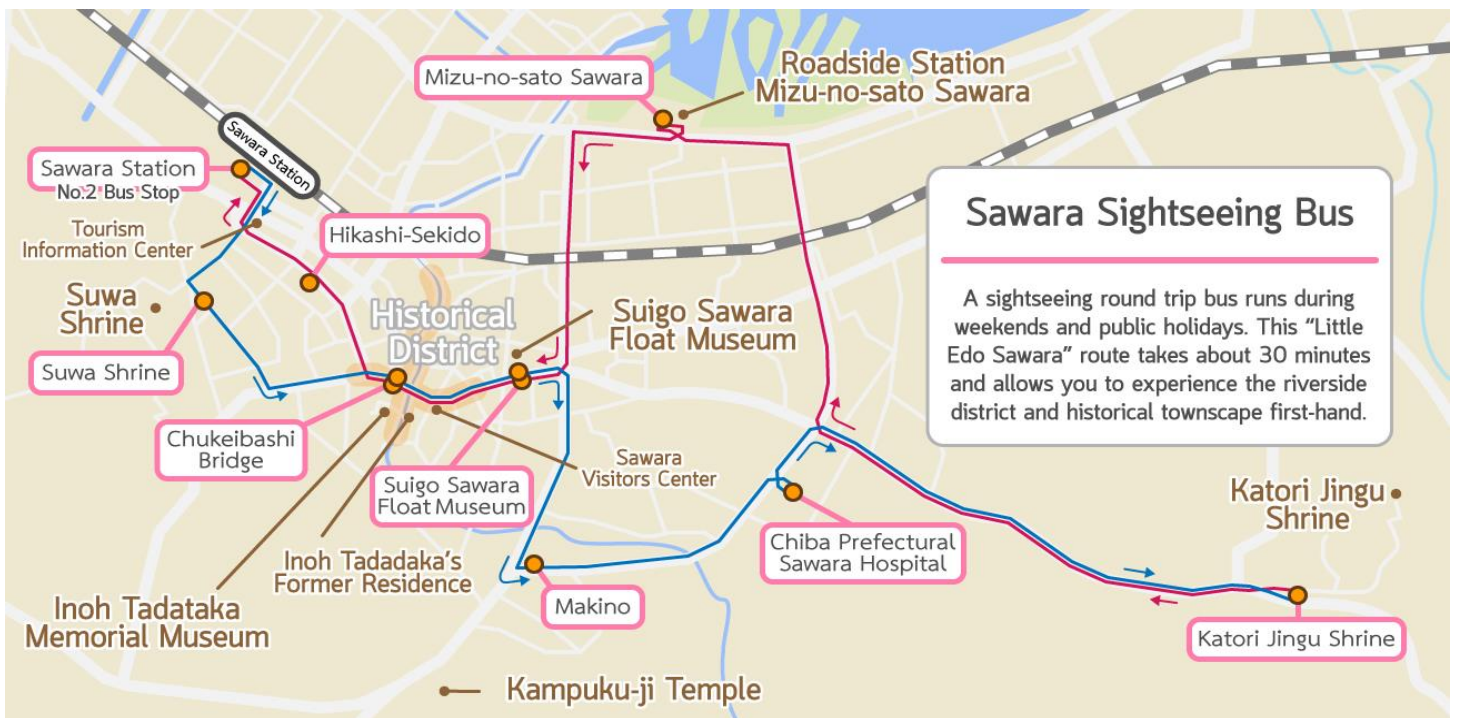 Mizu-no-sato Sawara
Roadside Station
Mizu-no-sato Sawara
Sawara Station
Sawara Station
No.2 Bus Stop
Tourism
Information Center
Hikashi-Sekido
Suwa
Shrine
Suwa Shrine
Historical
District
Suigo Sawara
Float Museum
Chukeibashi
Bridge
Suigo Sawara
Float Museum
Sawara
Visitors Center
Inoh Tadadaka's
Former Residence
Inoh Tadataka
Memorial Museum
Makino
Chiba Prefectural
Sawara Hospital
Kampuku-ji Temple
Sawara Sightseeing Bus
A sightseeing round trip bus runs during
weekends and public holidays. This "Little
Edo Sawara" route takes about 30 minutes
and allows you to experience the riverside
district and historical townscape first-hand.
Katori Jingu
Shrine
Katori Jingu Shrine